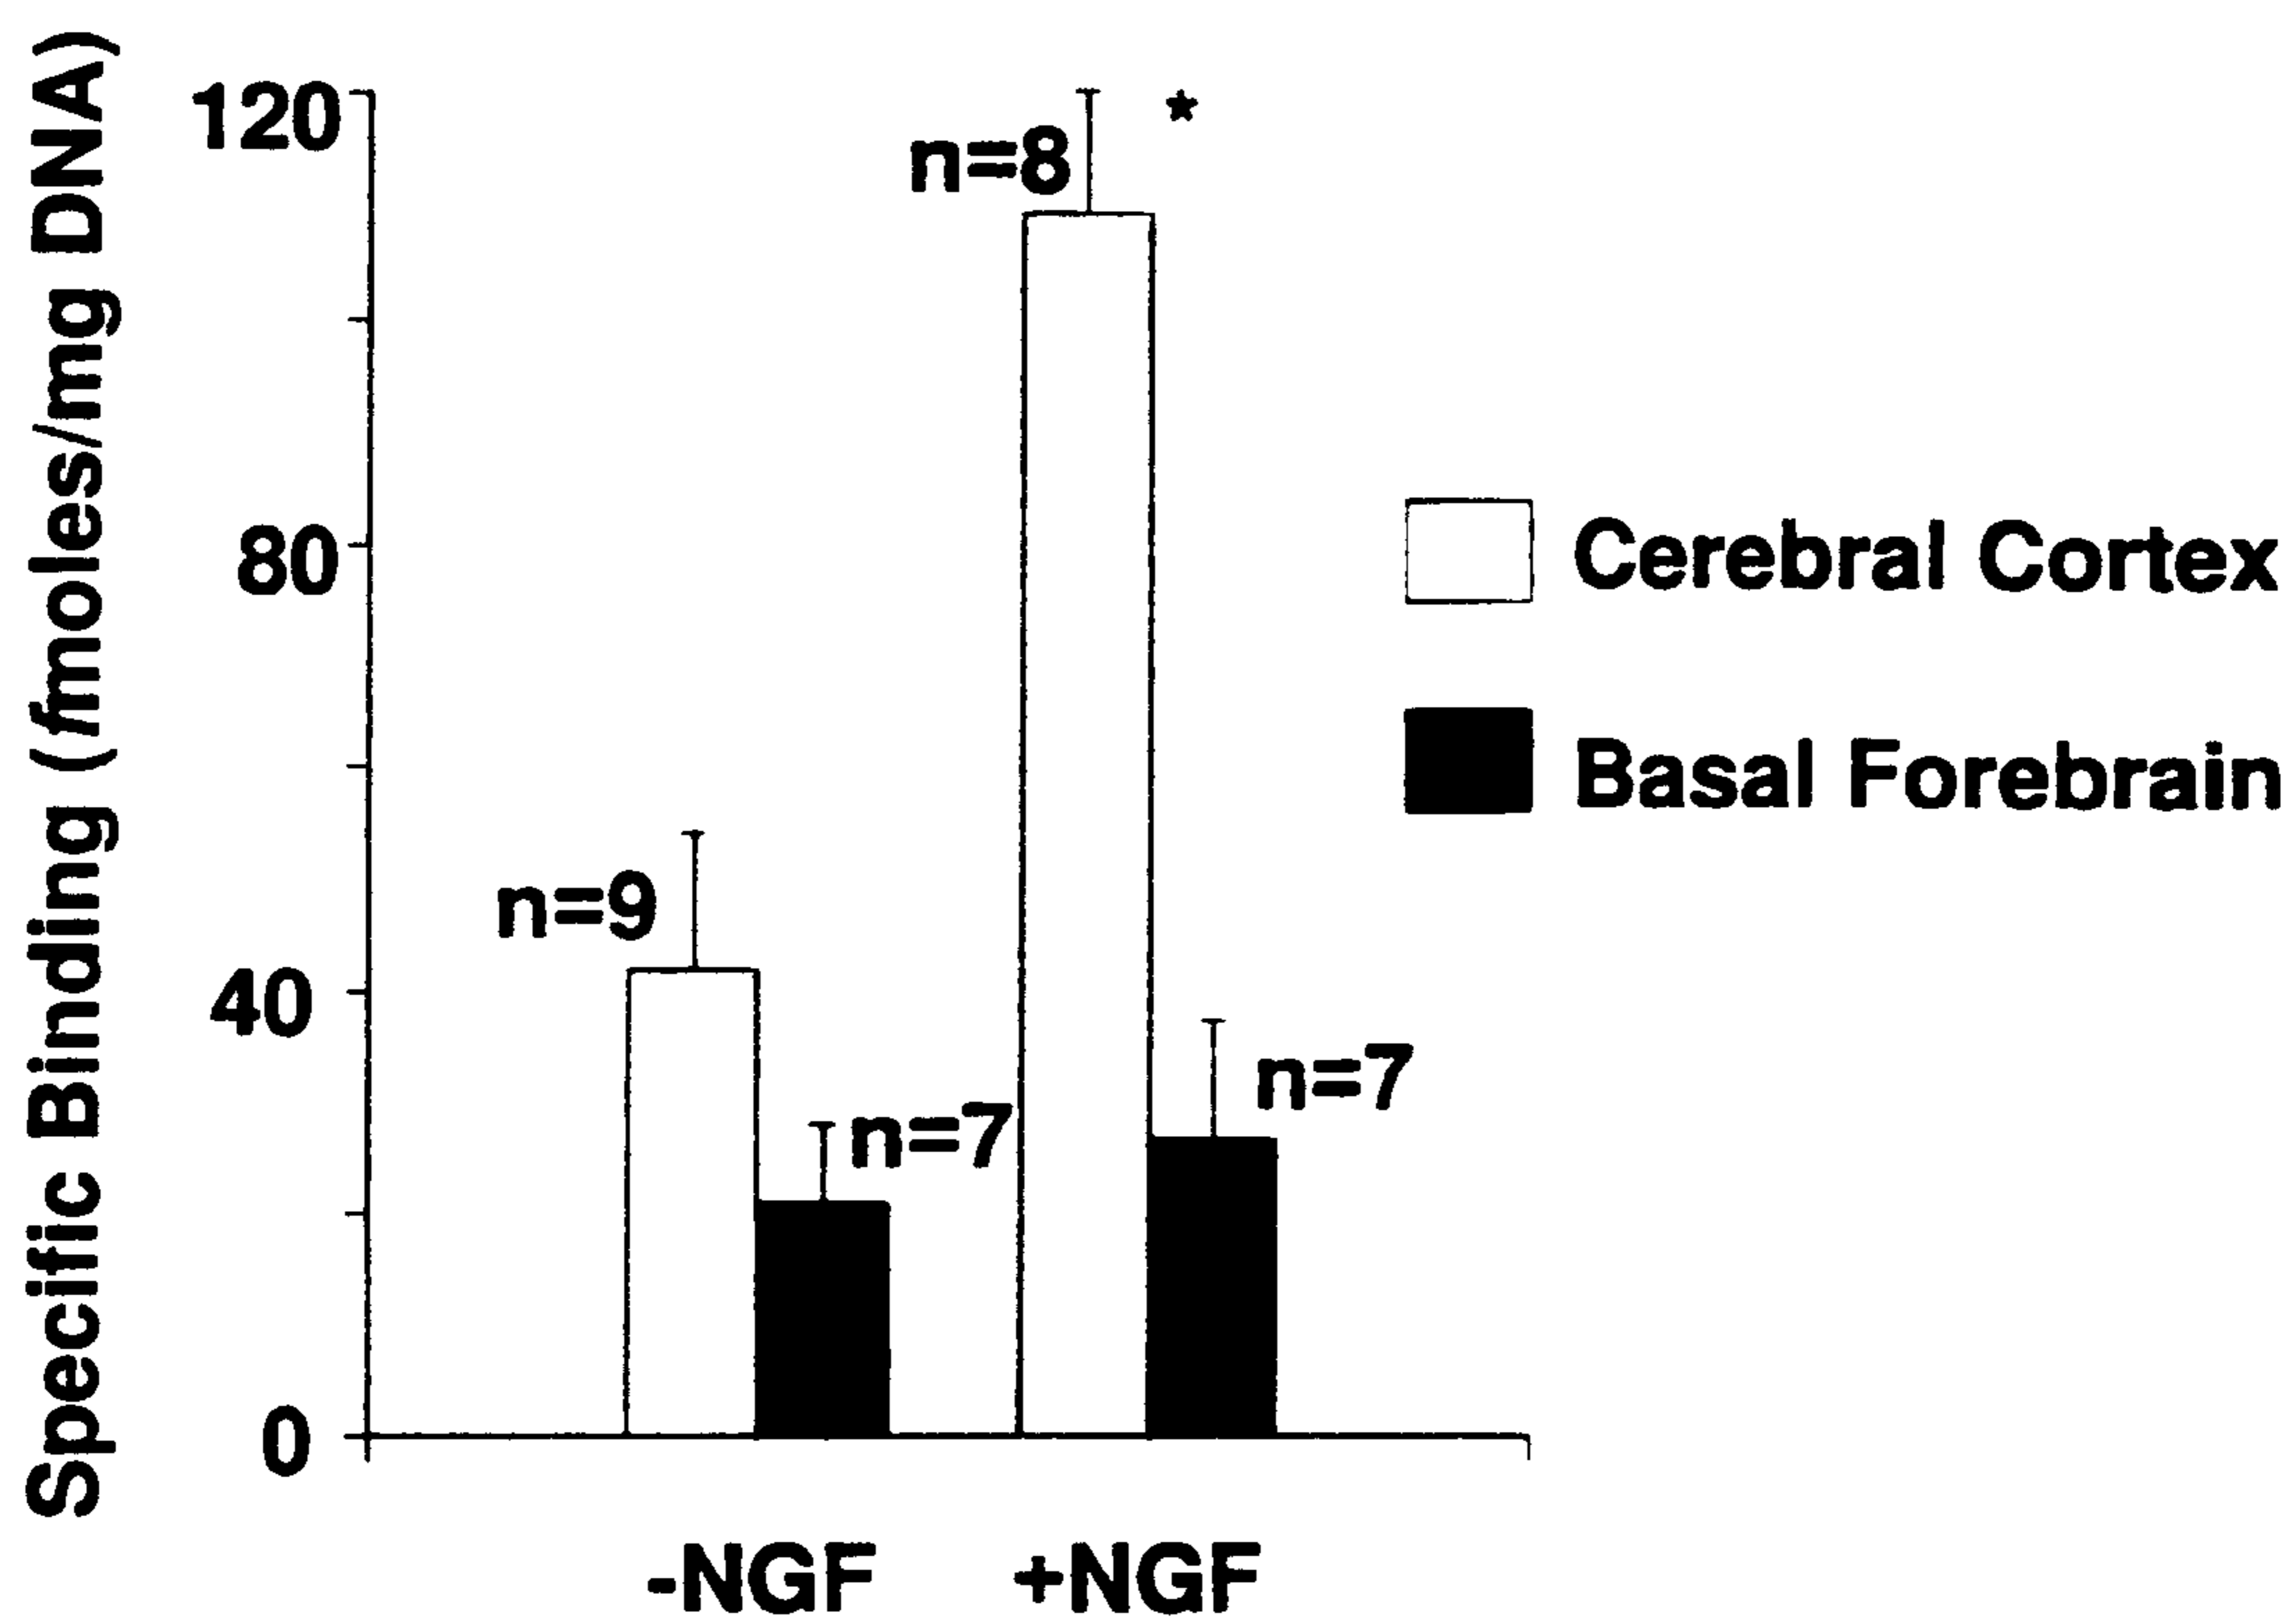 Specific Binding (fmoles/mg DNA)
120
80
40
0
n=9
n=7
n=8
*
n=7
-NGF
+NGF
Cerebral Cortex
Basal Forebrain